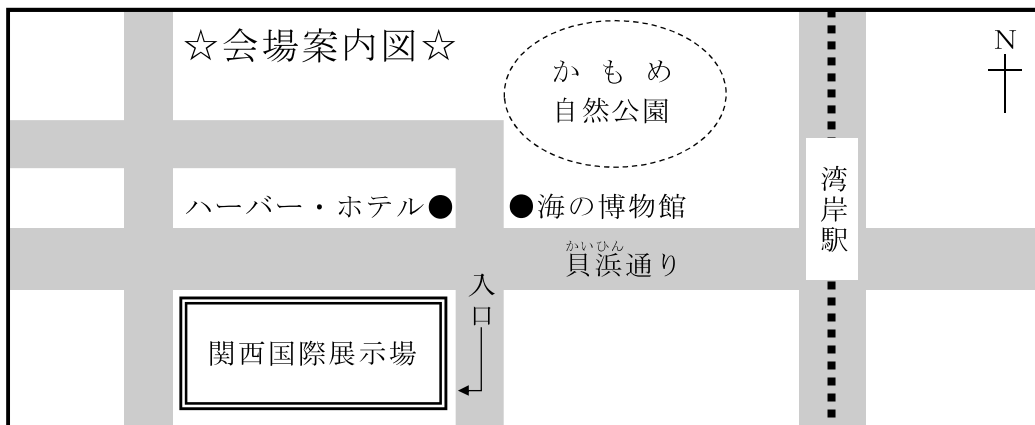 ☆会場案内図☆
かもめ
自然公園
N
ハーバー・ホテル●
●海の博物館
湾岸駅
かいひん
貝浜通り
入口
関西国際展示場